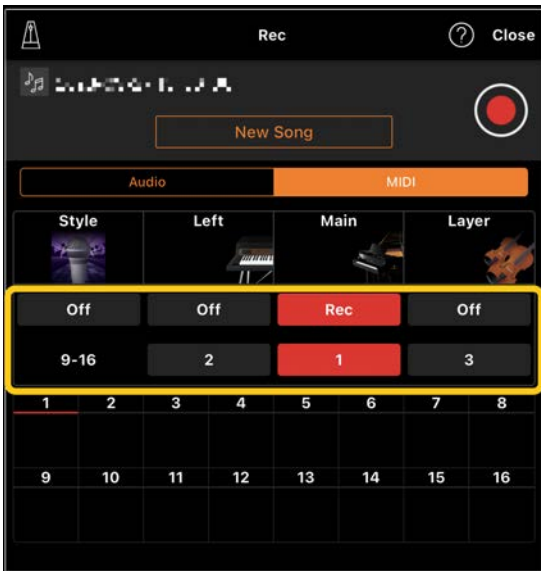 Rec ? Close
New Song
Audio MIDI
Style Left Main Layer
Off Off Rec Off
9-16 2 1 3
1 2 3 4 5 6 7 8
9 10 11 12 13 14 15 16